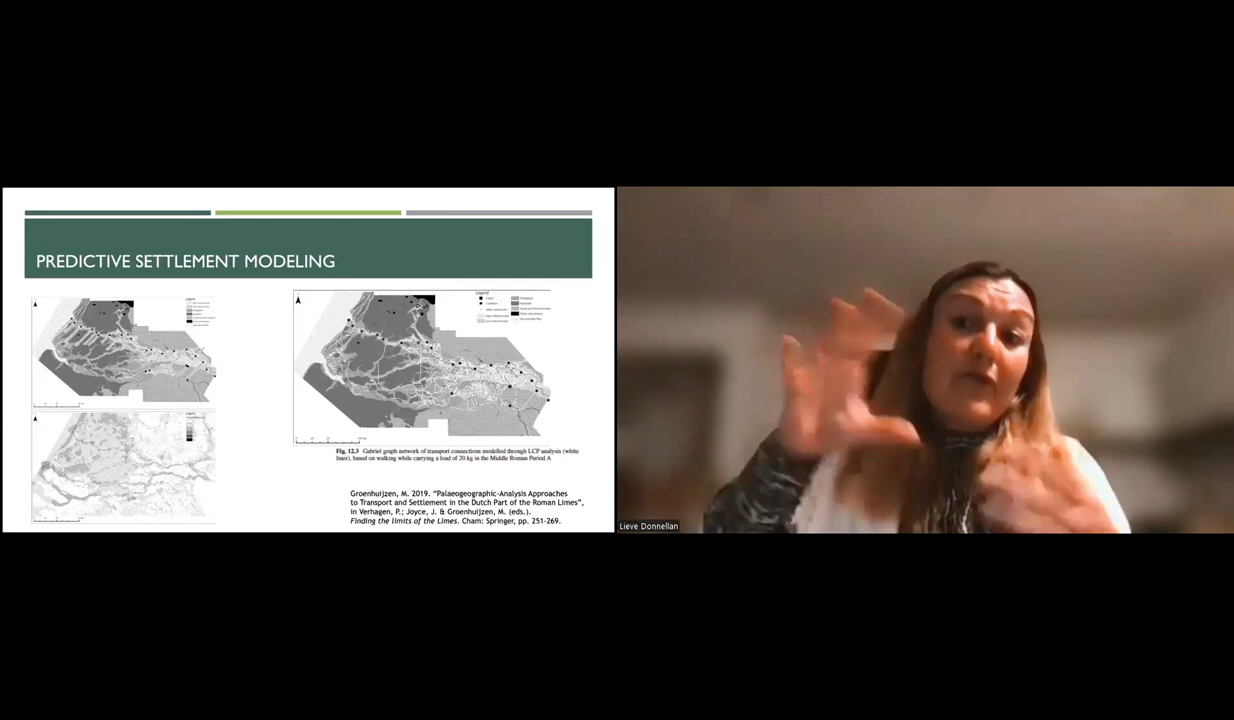 PREDICTIVE SETTLEMENT MODELING
Legend
Fig. 12.3 Gabriel graph network of transport connections modelled through LCP analysis (white
lines), based on walking while carrying a load of 20 kg in the Middle Roman Period A
Groenhuijzen, M. 2019. “Palaeogeographic-Analysis Approaches
to Transport and Settlement in the Dutch Part of the Roman Limes”,
in Verhagen, P.; Joyce, J. & Groenhuijzen, M. (eds.).
Finding the limits of the Limes. Cham: Springer, pp. 251-269.
Lieve Donnellan